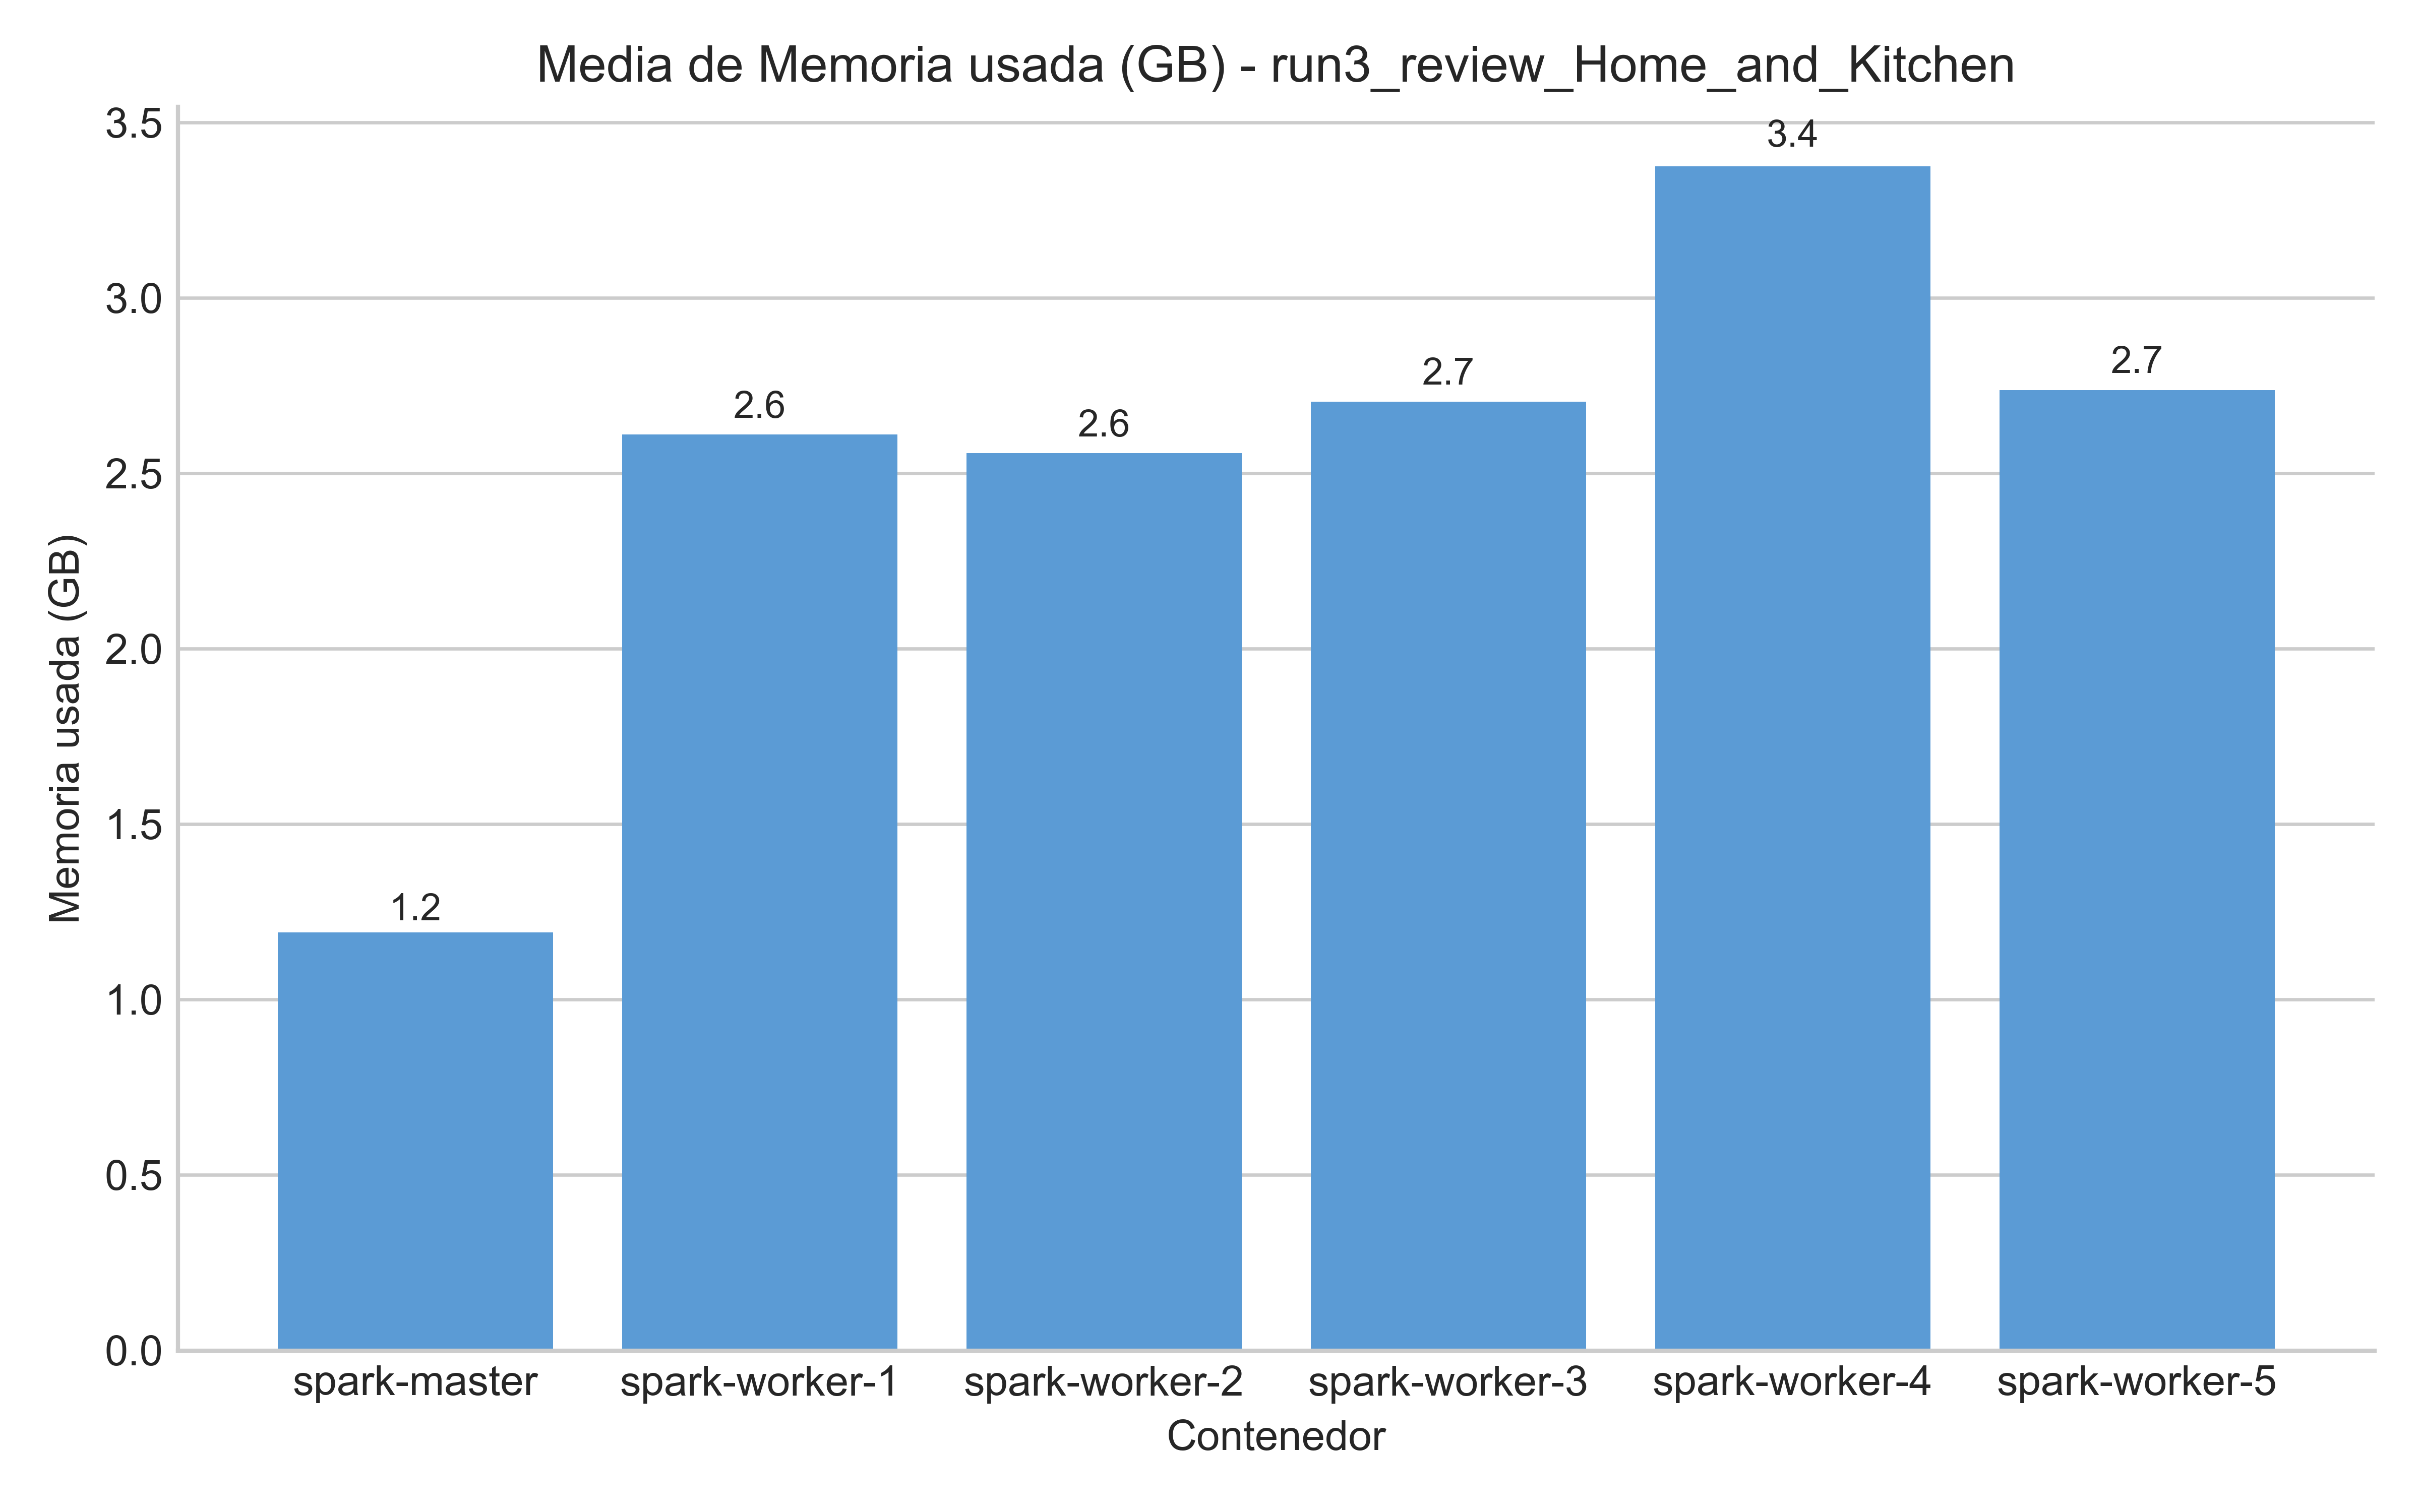 Media de Memoria usada (GB) - run3_review_Home_and_Kitchen
3.5
3.0
2.5
2.0
1.5
1.0
0.5
0.0
Memoria usada (GB)
1.2
2.6
2.6
2.7
3.4
2.7
spark-master
spark-worker-1
spark-worker-2
spark-worker-3
spark-worker-4
spark-worker-5
Contenedor